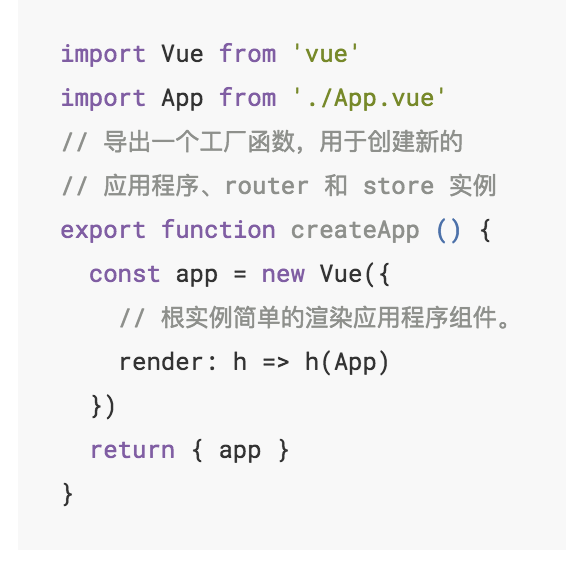 import Vue from 'vue'
import App from './App.vue'
// 导出一个工厂函数，用于创建新的
// 应用程序、router 和 store 实例
export function createApp () {
  const app = new Vue({
    // 根实例简单的渲染应用程序组件。
    render: h => h(App)
  })
  return { app }
}